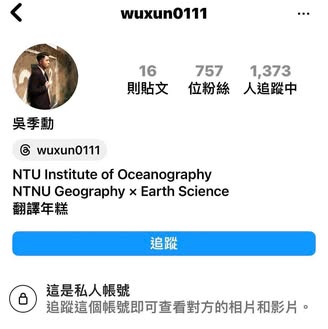 wuxun0111
16 757 1,373
則貼文 位粉絲 人追蹤中
吳季勳
wuxun0111
NTU Institute of Oceanography
NTNU Geography × Earth Science
翻譯年糕
追蹤
這是私人帳號
追蹤這個帳號即可查看對方的相片和影片。